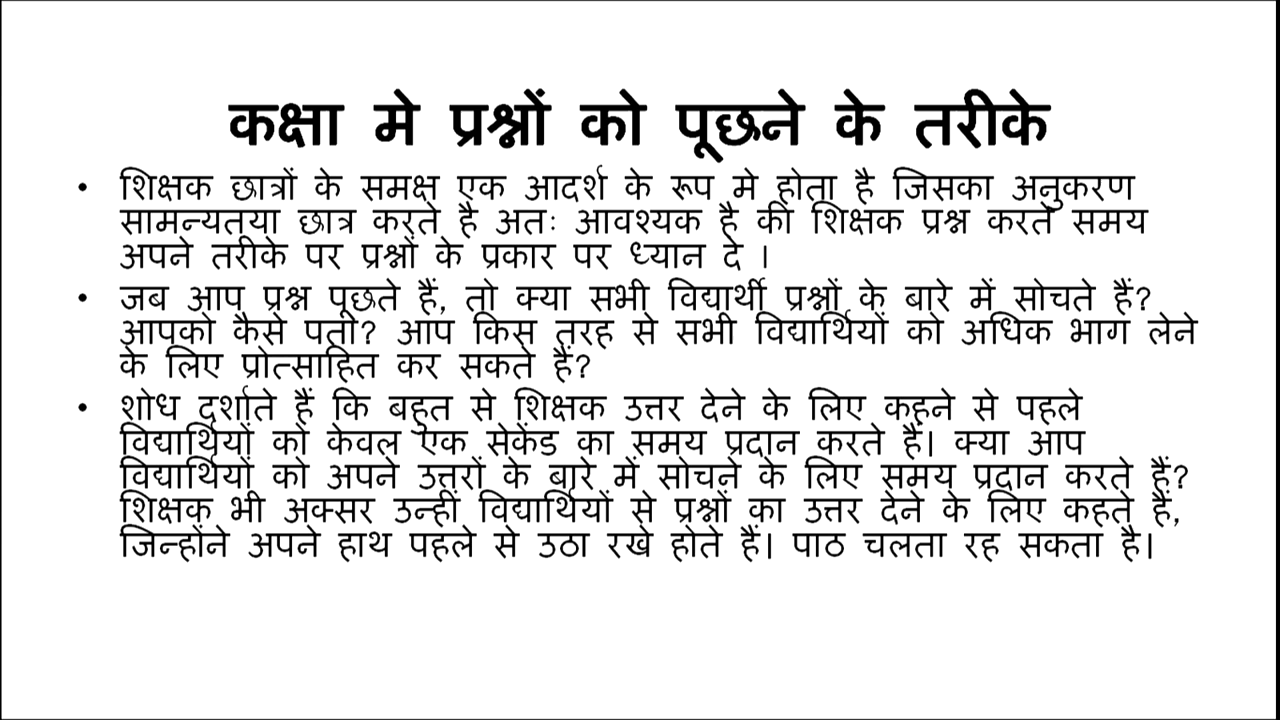 कक्षा मे प्रश्नों को पूछने के तरीके
• शिक्षक छात्रों के समक्ष एक आदर्श के रूप मे होता है जिसका अनुकरण
सामन्यतया छात्र करते है अतः आवश्यक है की शिक्षक प्रश्न करते समय
अपने तरीके पर प्रश्नों के प्रकार पर ध्यान दे ।
• जब आप प्रश्न पूछते हैं, तो क्या सभी विद्यार्थी प्रश्नों के बारे में सोचते हैं?
आपको कैसे पता? आप किस तरह से सभी विद्यार्थियों को अधिक भाग लेने
के लिए प्रोत्साहित कर सकते हैं?
• शोध दर्शाते हैं कि बहुत से शिक्षक उत्तर देने के लिए कहने से पहले
विद्यार्थियों को केवल एक सेकेंड का समय प्रदान करते हैं। क्या आप
विद्यार्थियों को अपने उत्तरों के बारे में सोचने के लिए समय प्रदान करते हैं?
शिक्षक भी अक्सर उन्हीं विद्यार्थियों से प्रश्नों का उत्तर देने के लिए कहते हैं,
जिन्होंने अपने हाथ पहले से उठा रखे होते हैं। पाठ चलता रह सकता है।